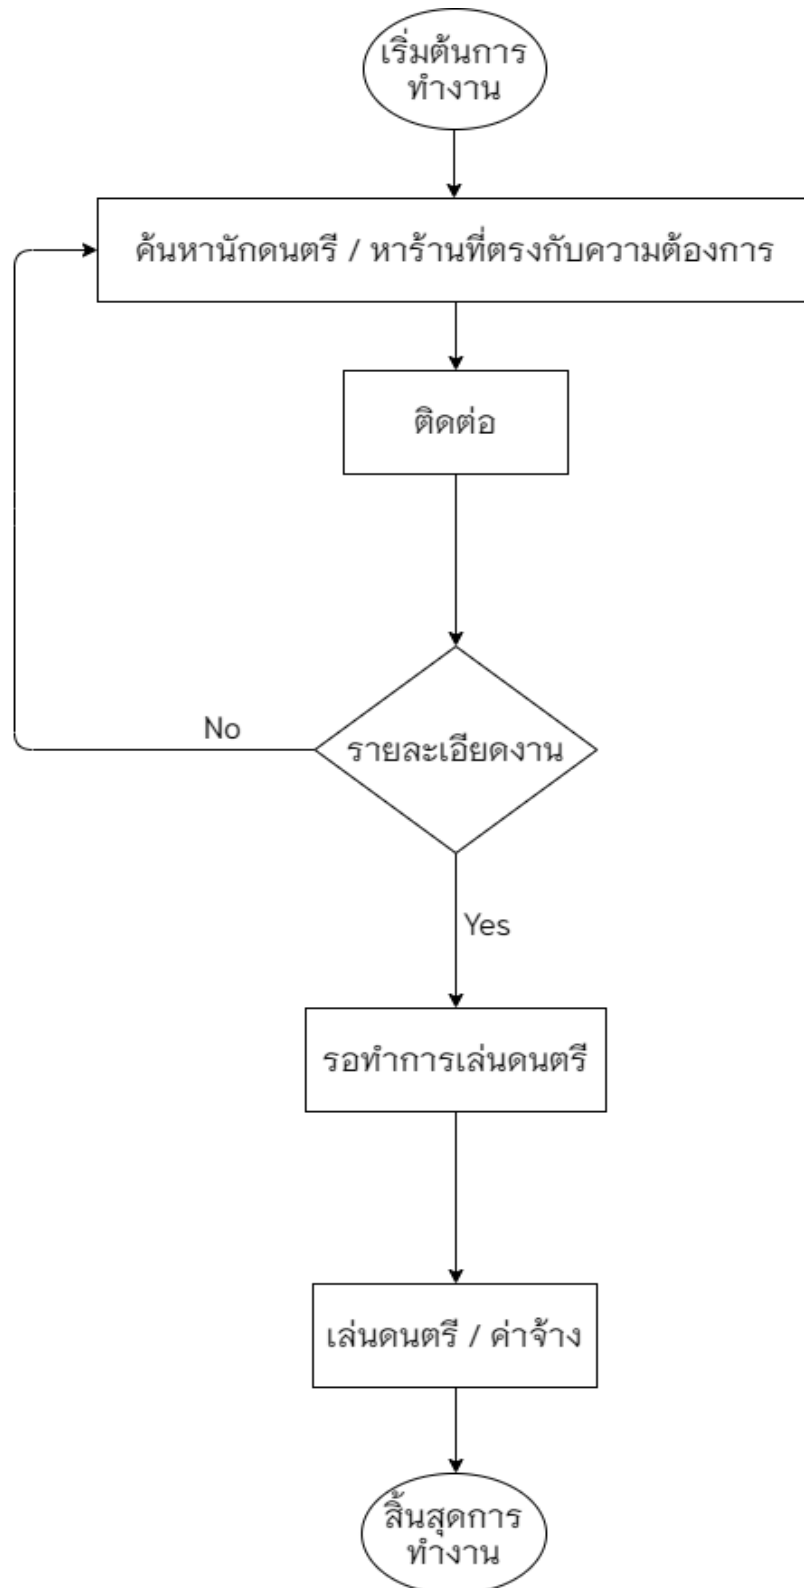 เริ่มต้นการ
ทำงาน
ค้นหานักดนตรี / หาร้านที่ตรงกับความต้องการ
ติดต่อ
รายละเอียดงาน
No
Yes
รอทำการเล่นดนตรี
เล่นดนตรี / ค่าจ้าง
สิ้นสุดการ
ทำงาน